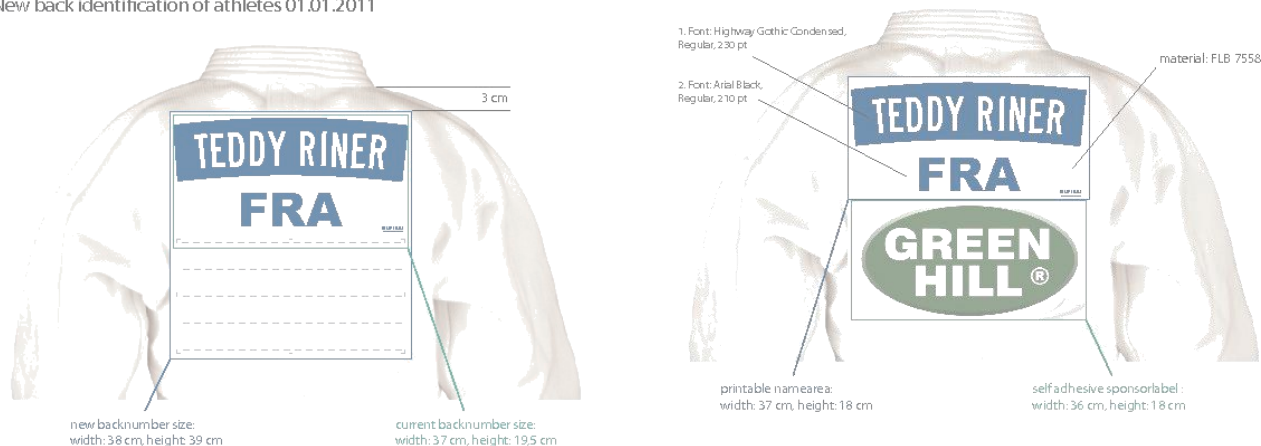 New back identification of athletes 01.01.2011
3 cm
TEDDY RINER
FRA
new backnumber size:
width: 38 cm, height: 39 cm
current backnumber size:
width: 37 cm, height: 19,5 cm
1. Font: Highway Gothic Condensed,
Regular, 230 pt
2. Font: Arial Black,
Regular, 210 pt
material: FLB 7558
TEDDY RINER
FRA
GREEN
HILL ®
printable namearea:
width: 37 cm, height: 18 cm
self adhesive sponsorlabel :
width: 36 cm, height: 18 cm